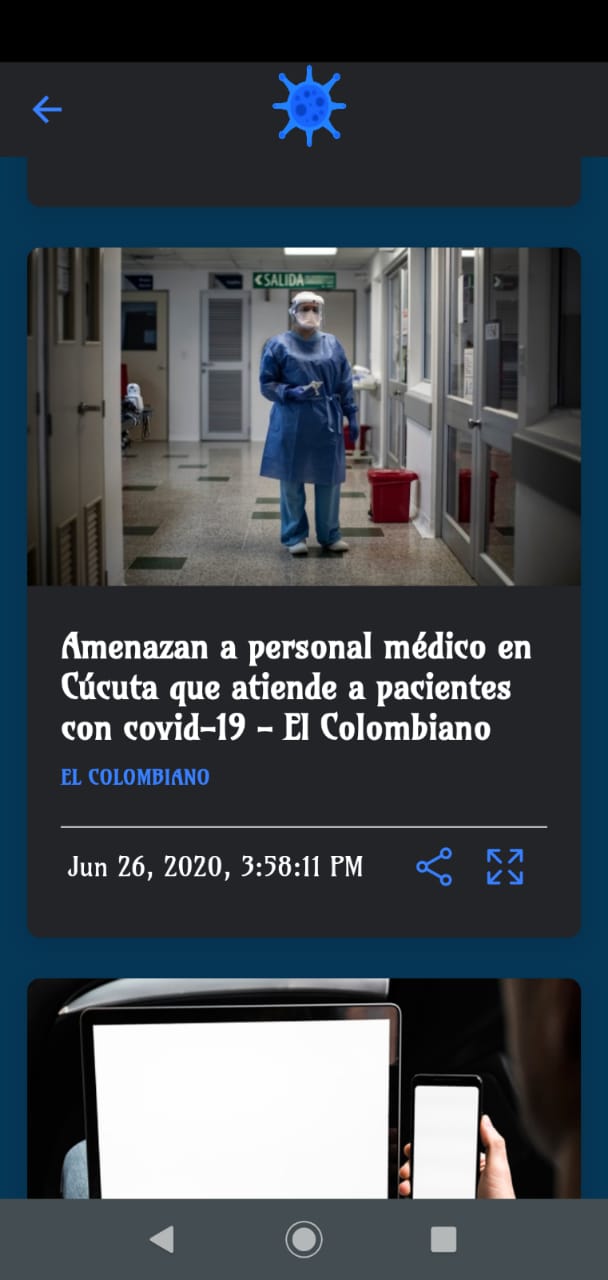 SALIDA
Amenazan a personal médico en
Cúcuta que atiende a pacientes
con covid-19 - El Colombiano
EL COLOMBIANO
Jun 26, 2020, 3:58:11 PM